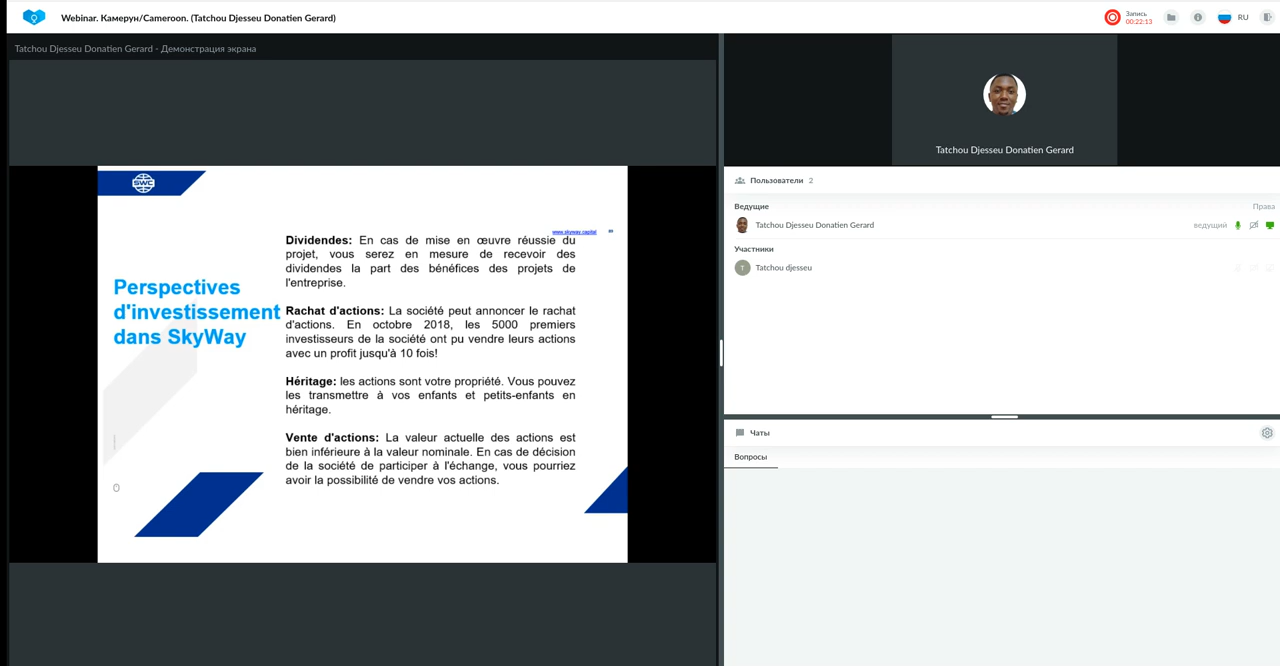 Webinar. Камерун/Cameroon. (Tatchou Djesseu Donatien Gerard)
Запись
00:22:13
RU
Tatchou Djesseu Donatien Gerard - Демонстрация экрана
SWC
www.skyway.capital
Perspectives
d'investissement
dans SkyWay
Dividendes: En cas de mise en œuvre réussie du
projet, vous serez en mesure de recevoir des
dividendes la part des bénéfices des projets de
l'entreprise.
Rachat d'actions: La société peut annoncer le rachat
d'actions. En octobre 2018, les 5000 premiers
investisseurs de la société ont pu vendre leurs actions
avec un profit jusqu'à 10 fois!
Héritage: les actions sont votre propriété. Vous pouvez
les transmettre à vos enfants et petits-enfants en
héritage.
Vente d'actions: La valeur actuelle des actions est
bien inférieure à la valeur nominale. En cas de décision
de la société de participer à l'échange, vous pourriez
avoir la possibilité de vendre vos actions.
Tatchou Djesseu Donatien Gerard
Пользователи 2
Ведущие Права
Tatchou Djesseu Donatien Gerard ведущий
Участники
T Tatchou djesseu
Чаты
Вопросы